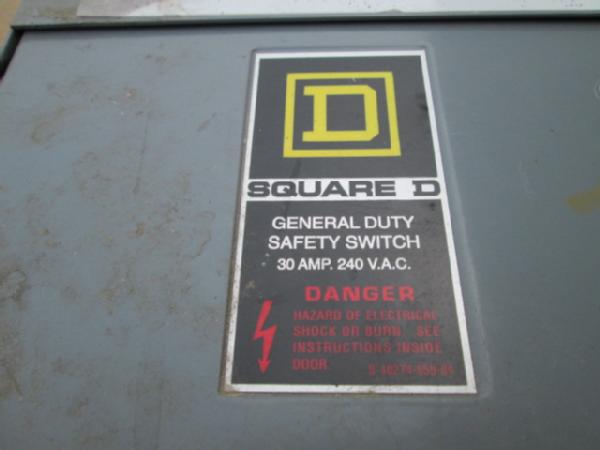 D
SQUARE D
GENERAL DUTY
SAFETY SWITCH
30 AMP. 240 V.A.C.
DANGER
HAZARD OF ELECTRICAL
SHOCK OR BURN. SEE
INSTRUCTIONS INSIDE
DOOR.